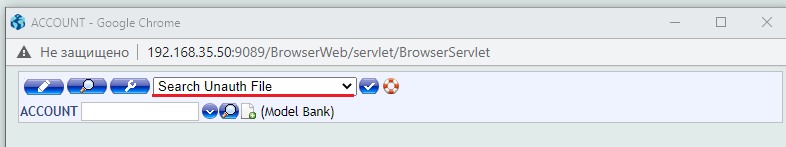 ACCOUNT - Google Chrome
Не защищено 192.168.35.50:9089/BrowserWeb/servlet/BrowserServlet
Search Unauth File
ACCOUNT (Model Bank)